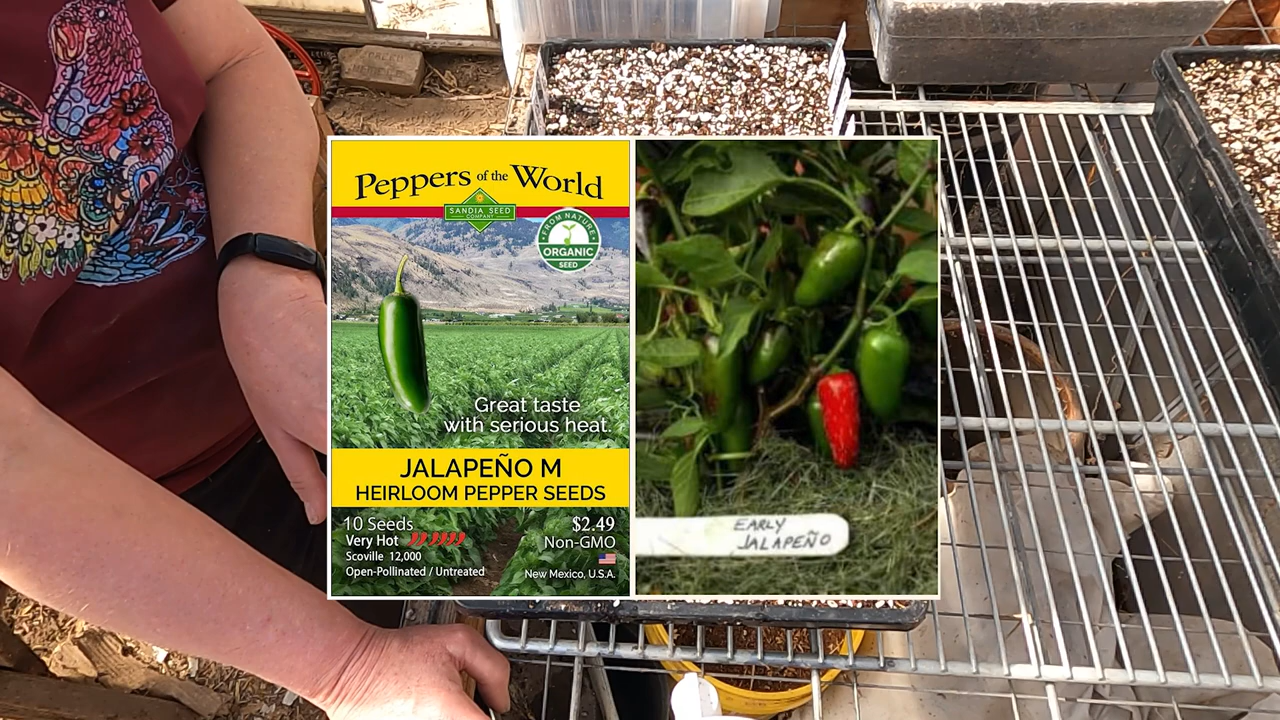 Peppers of the World
SANDIA SEED
COMPANY
FROM NATURE
ORGANIC
SEED
Great taste
with serious heat.
JALAPEÑO M
HEIRLOOM PEPPER SEEDS
10 Seeds
Very Hot
Scoville 12,000
Open-Pollinated / Untreated
$2.49
Non-GMO
New Mexico, U.S.A.
EARLY
JALAPEÑO